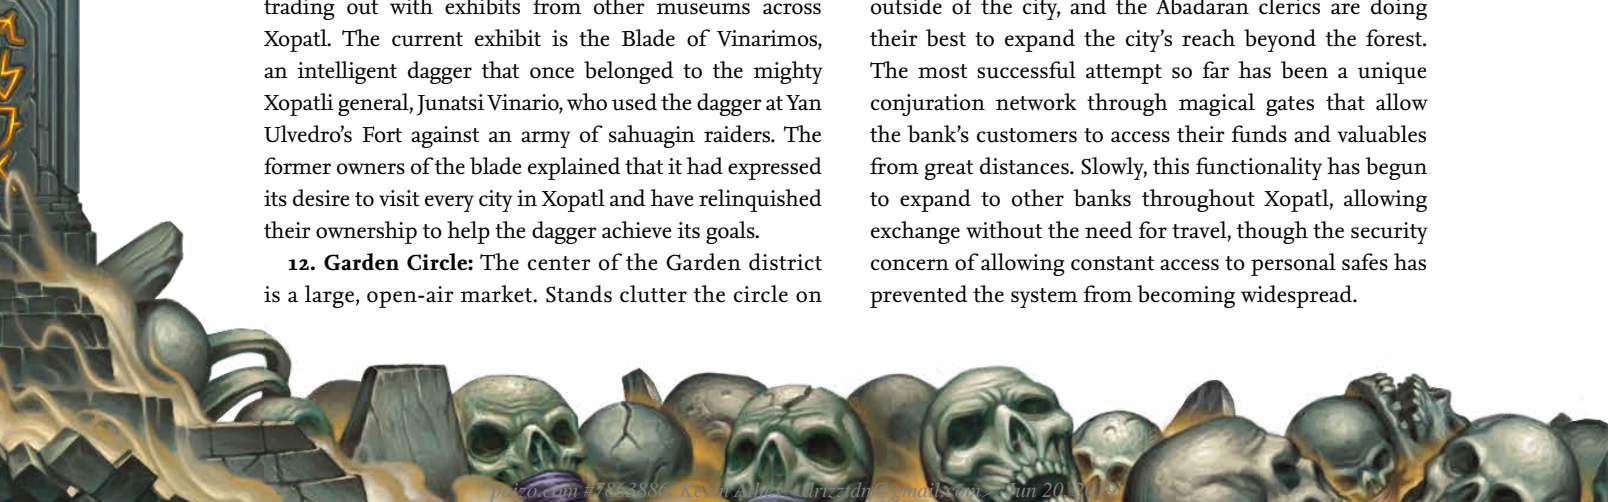 trading out with exhibits from other museums across
Xopatl. The current exhibit is the Blade of Vinarimos,
an intelligent dagger that once belonged to the mighty
Xopatli general, Junatsi Vinario, who used the dagger at Yan
Ulvedro’s Fort against an army of sahuagin raiders. The
former owners of the blade explained that it had expressed
its desire to visit every city in Xopatl and have relinquished
their ownership to help the dagger achieve its goals.
12. Garden Circle: The center of the Garden district
is a large, open-air market. Stands clutter the circle on
outside of the city, and the Abadaran clerics are doing
their best to expand the city’s reach beyond the forest.
The most successful attempt so far has been a unique
conjuration network through magical gates that allow
the bank’s customers to access their funds and valuables
from great distances. Slowly, this functionality has begun
to expand to other banks throughout Xopatl, allowing
exchange without the need for travel, though the security
concern of allowing constant access to personal safes has
prevented the system from becoming widespread.
paizo.com Kevin Jun 20, 2019